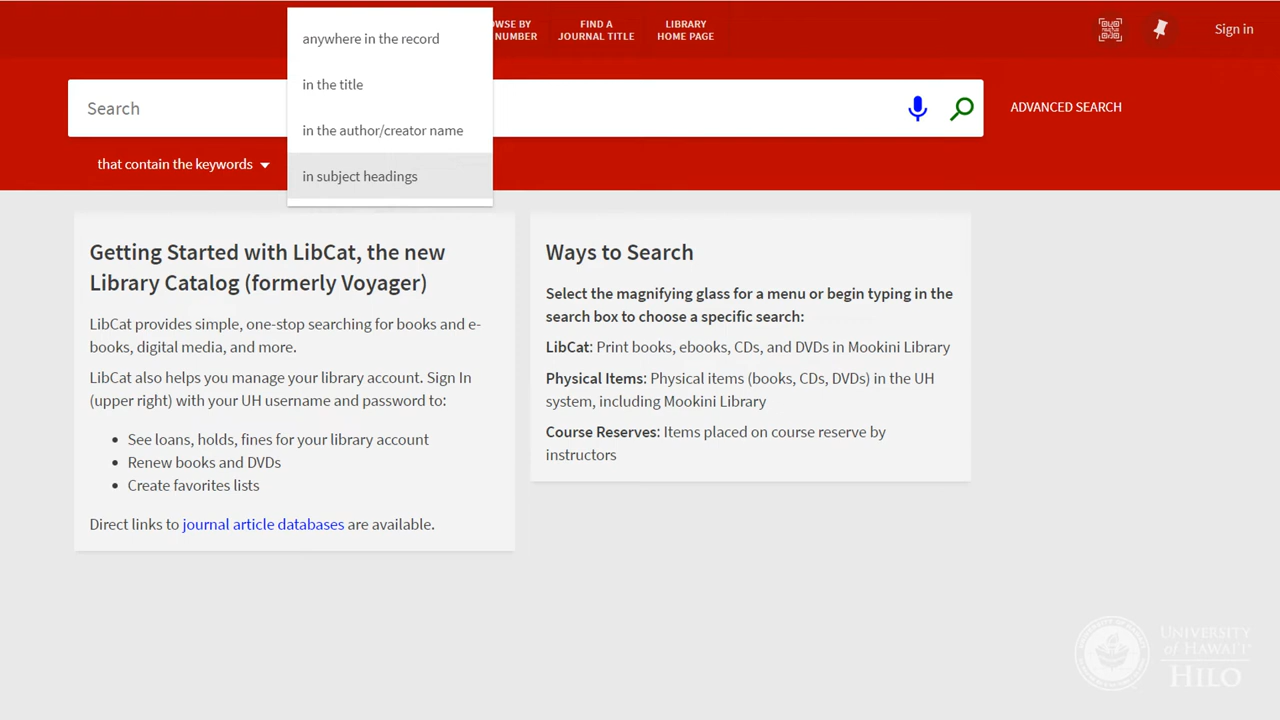 anywhere in the record
in the title
in the author/creator name
in subject headings
NUMBER
FIND A
JOURNAL TITLE
LIBRARY
HOME PAGE
Sign in
Search
ADVANCED SEARCH
that contain the keywords
Getting Started with LibCat, the new
Library Catalog (formerly Voyager)
LibCat provides simple, one-stop searching for books and e-
books, digital media, and more.
LibCat also helps you manage your library account. Sign In
(upper right) with your UH username and password to:
See loans, holds, fines for your library account
Renew books and DVDs
Create favorites lists
Direct links to journal article databases are available.
Ways to Search
Select the magnifying glass for a menu or begin typing in the
search box to choose a specific search:
LibCat: Print books, ebooks, CDs, and DVDs in Mookini Library
Physical Items: Physical items (books, CDs, DVDs) in the UH
system, including Mookini Library
Course Reserves: Items placed on course reserve by
instructors
UNIVERSITY
of HAWAIʻI
HILO